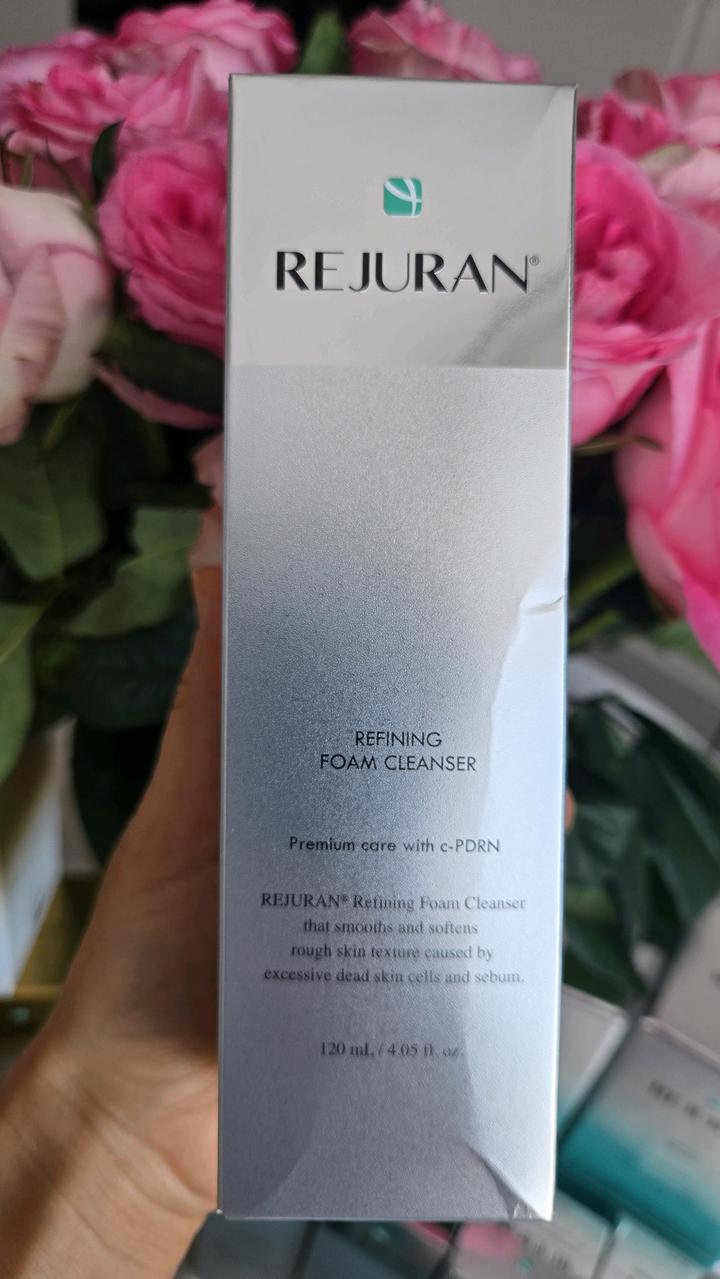 REJURAN®
REFINING
FOAM CLEANSER
Premium care with c-PDRN
REJURAN® Refining Foam Cleanser
that smooths and softens
rough skin texture caused by
excessive dead skin cells and sebum.
120 mL / 4.05 fl. oz.